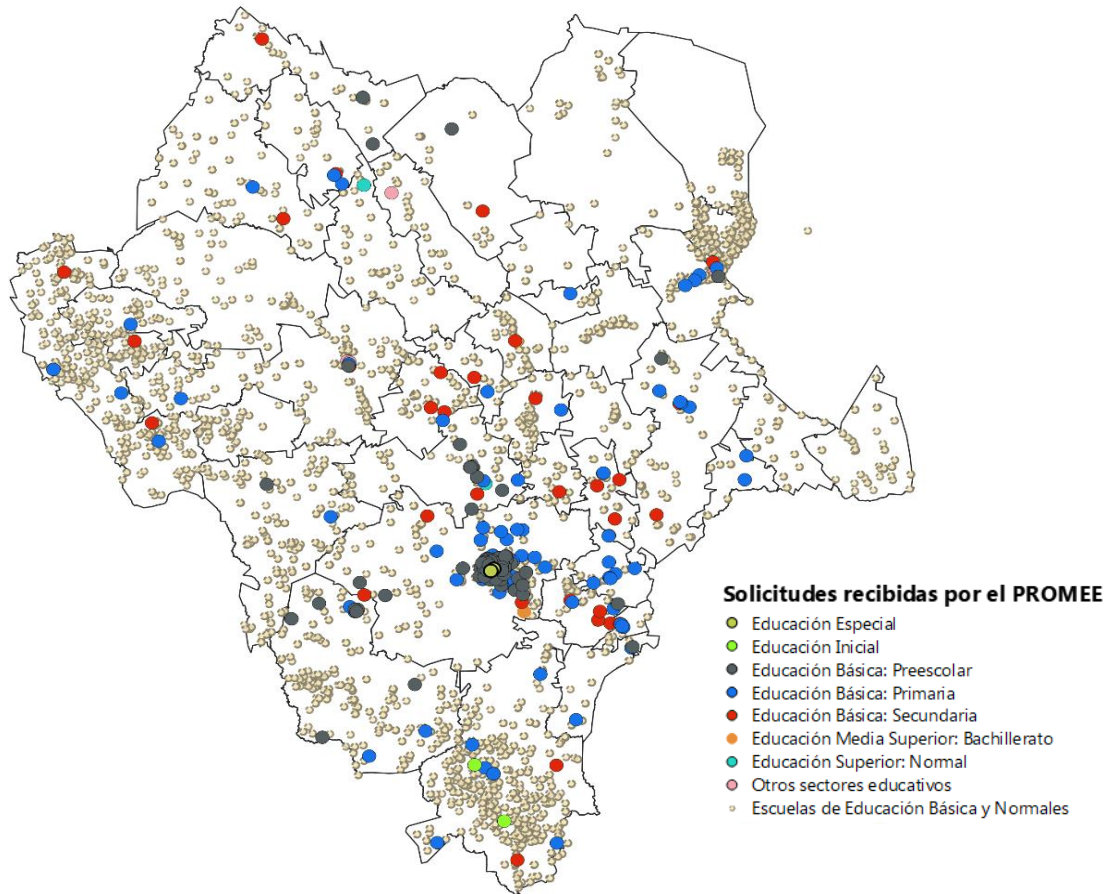 Solicitudes recibidas por el PROMEE
Educación Especial
Educación Inicial
Educación Básica: Preescolar
Educación Básica: Primaria
Educación Básica: Secundaria
Educación Media Superior: Bachillerato
Educación Superior: Normal
Otros sectores educativos
Escuelas de Educación Básica y Normales